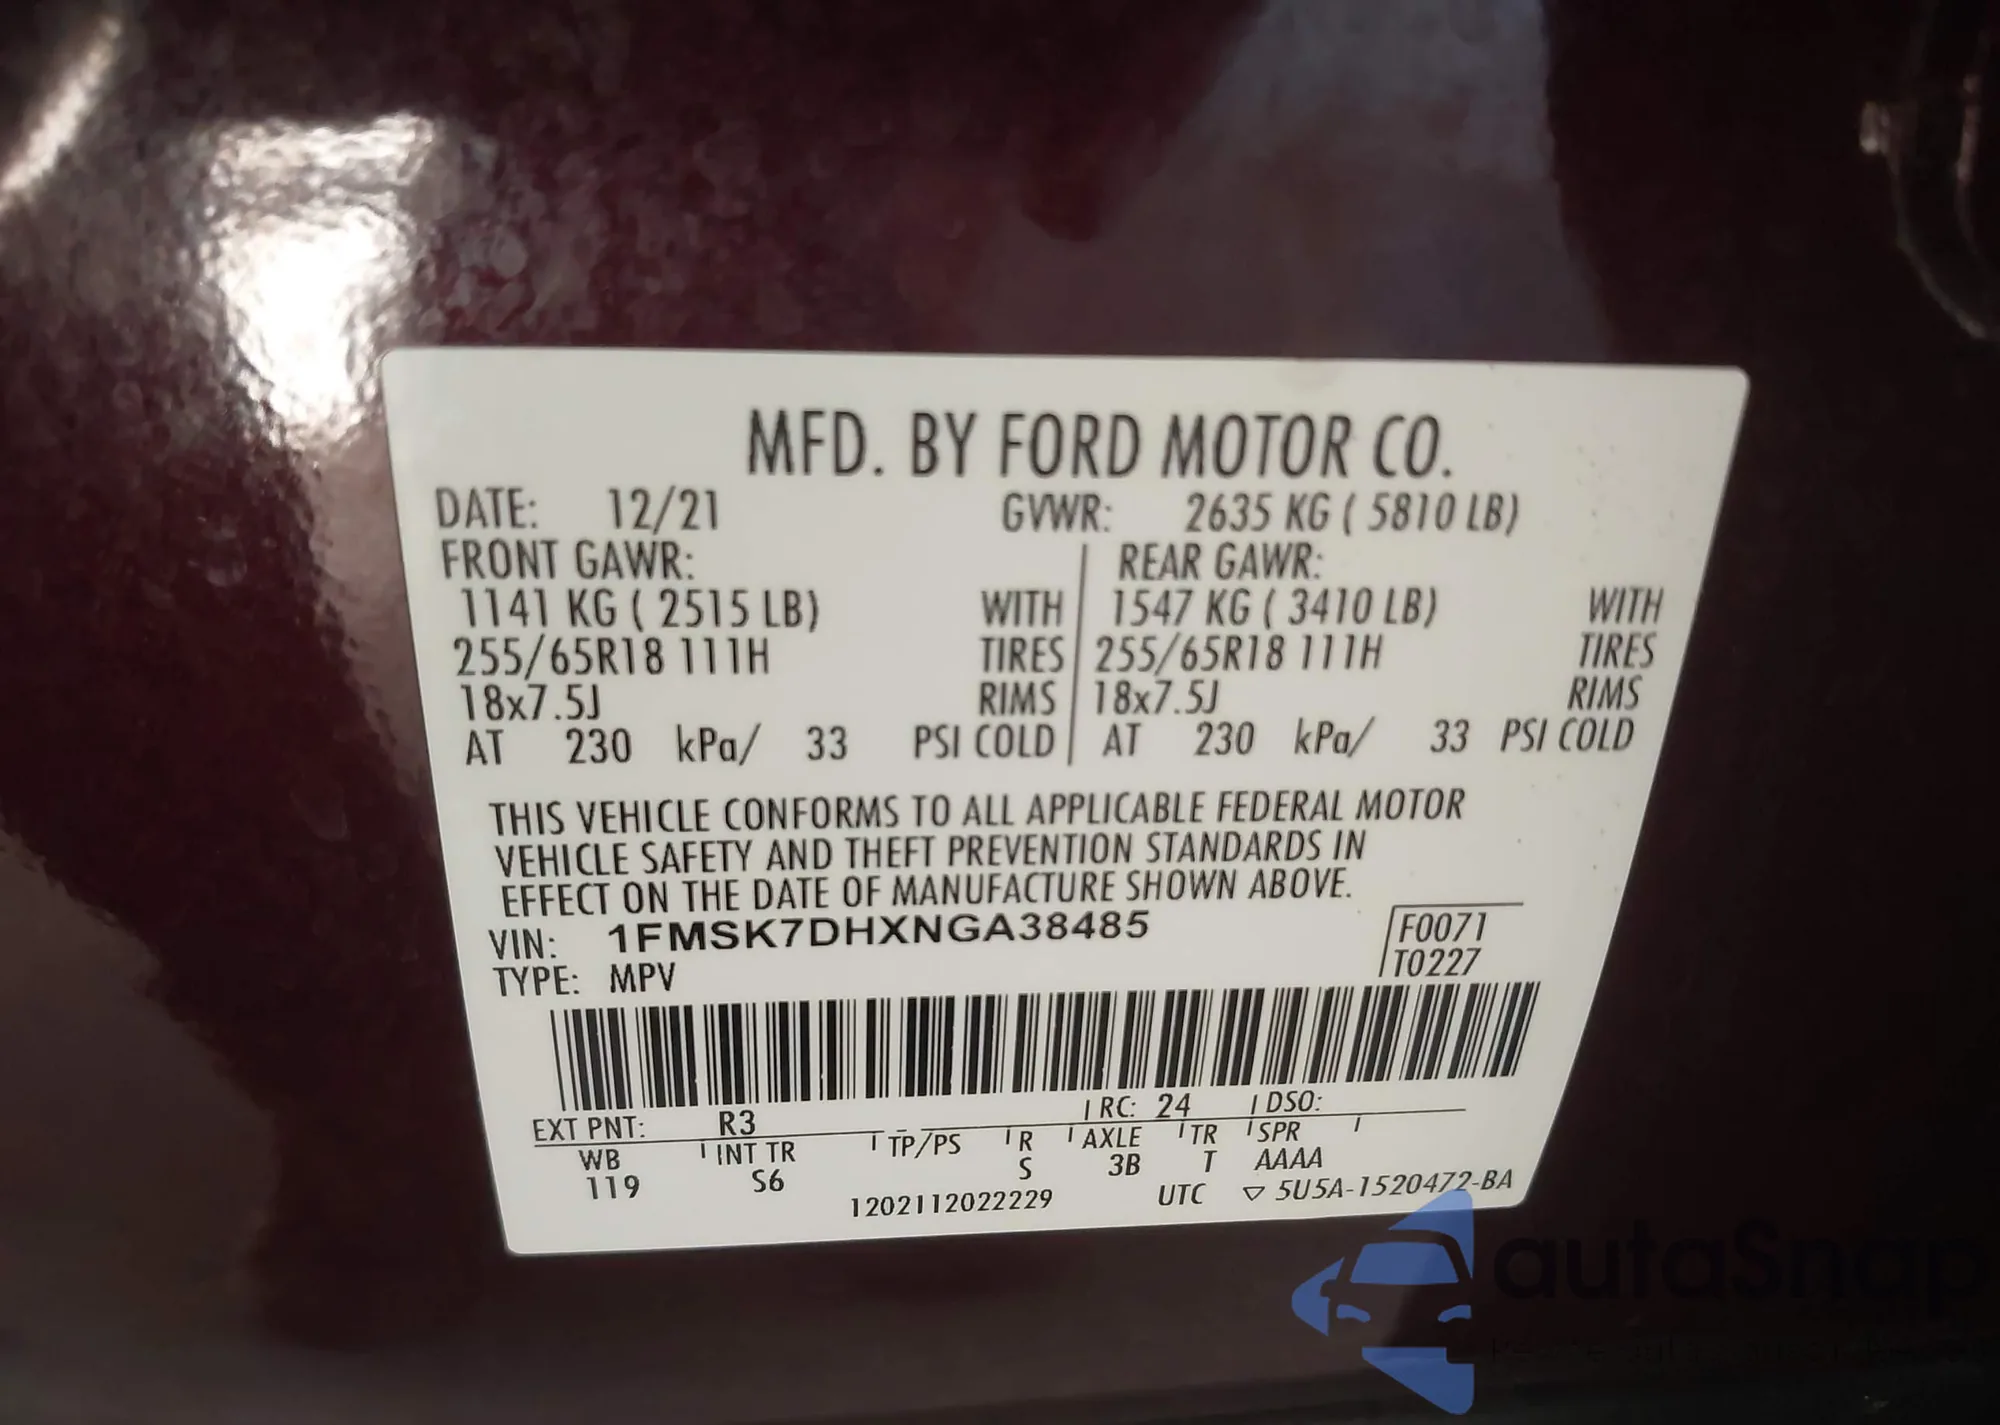 MFD. BY FORD MOTOR CO.
DATE: 12/21 GVWR: 2635 KG ( 5810 LB)
FRONT GAWR: REAR GAWR:
1141 KG ( 2515 LB) WITH 1547 KG ( 3410 LB) WITH
255/65R18 111H TIRES 255/65R18 111H TIRES
18x7.5J RIMS 18x7.5J RIMS
AT 230 kPa/ 33 PSI COLD AT 230 kPa/ 33 PSI COLD
THIS VEHICLE CONFORMS TO ALL APPLICABLE FEDERAL MOTOR
VEHICLE SAFETY AND THEFT PREVENTION STANDARDS IN
EFFECT ON THE DATE OF MANUFACTURE SHOWN ABOVE.
VIN: 1FMSK7DHXNGA38485 F0071
TYPE: MPV T0227
EXT PNT: R3 RC: 24 DSO:
WB INT TR TP/PS R AXLE TR SPR
119 S6 S 3B T AAAA
1202112022229 UTC ▽ 5U5A-1520472-BA
autaSnap